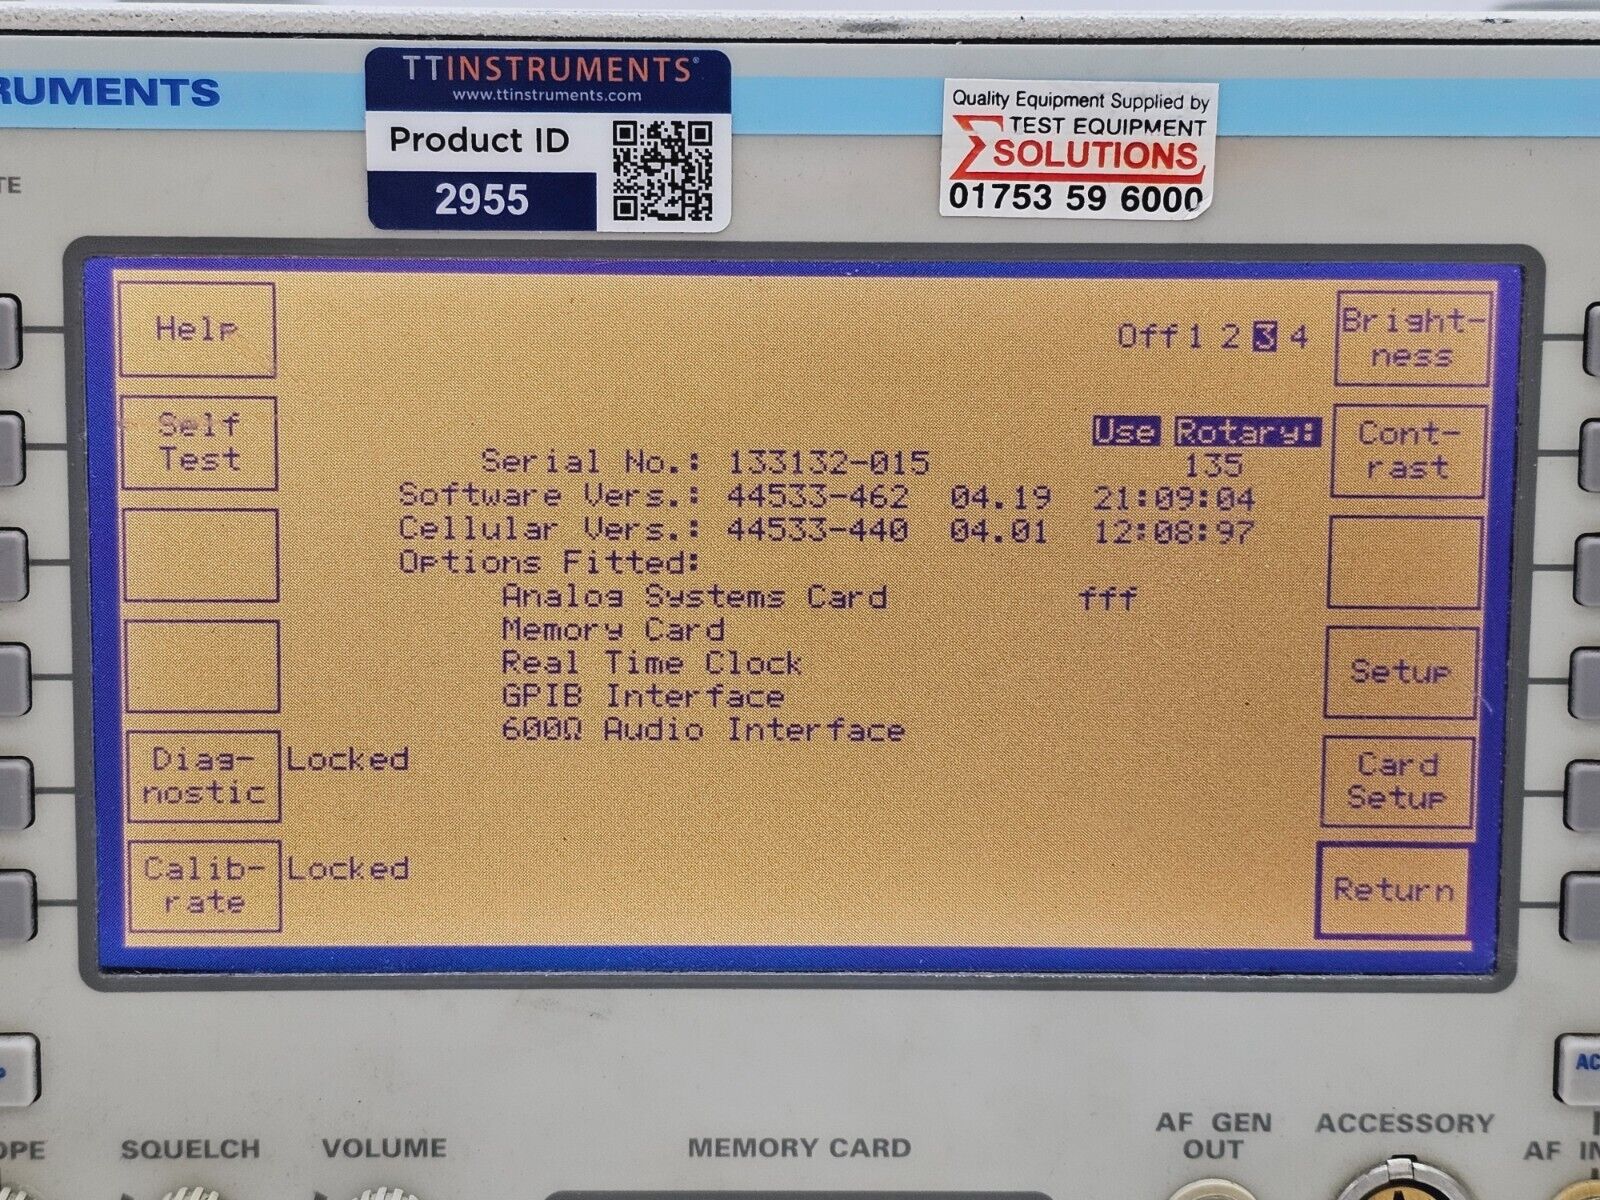 RUMENTS
TTINSTRUMENTS®
www.ttinstruments.com
Product ID
2955
Quality Equipment Supplied by
TEST EQUIPMENT
SOLUTIONS
01753 59 6000
TE
Help
Off 1 2 3 4
Bright-
ness
Self
Test
Use Rotary:
135
Cont-
rast
Serial No.: 133132-015
Software Vers.: 44533-462 04.19 21:09:04
Cellular Vers.: 44533-440 04.01 12:08:97
Options Fitted:
Analog Systems Card fff
Memory Card
Real Time Clock
GPIB Interface
600Ω Audio Interface
Setup
Diag-
nostic
Locked
Card
Setup
Calib-
rate
Locked
Return
AC
OPE
SQUELCH
VOLUME
MEMORY CARD
AF GEN
OUT
ACCESSORY
AF IN